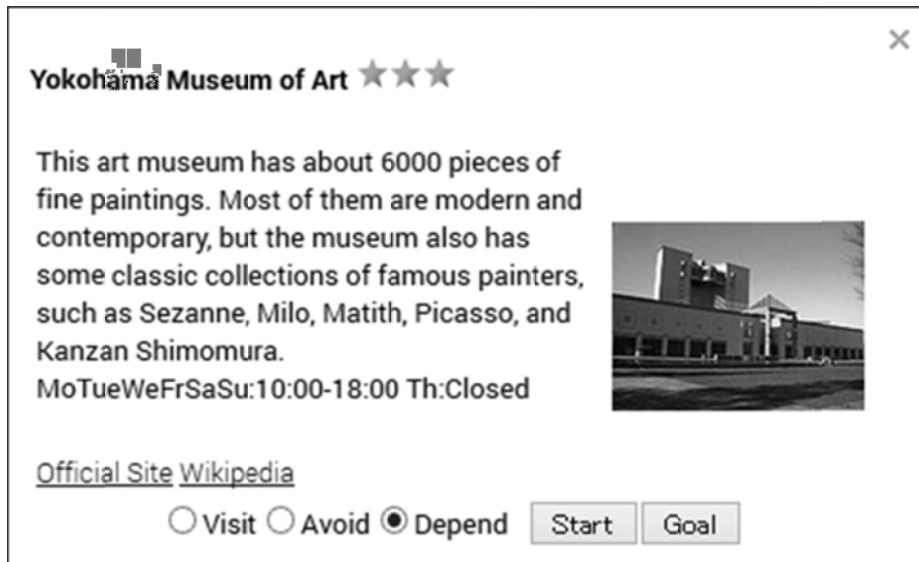 Yokohama Museum of Art ★★★
This art museum has about 6000 pieces of
fine paintings. Most of them are modern and
contemporary, but the museum also has
some classic collections of famous painters,
such as Sezanne, Milo, Matith, Picasso, and
Kanzan Shimomura.
MoTueWeFrSaSu:10:00-18:00 Th:Closed
Official Site Wikipedia
Visit Avoid Depend Start Goal